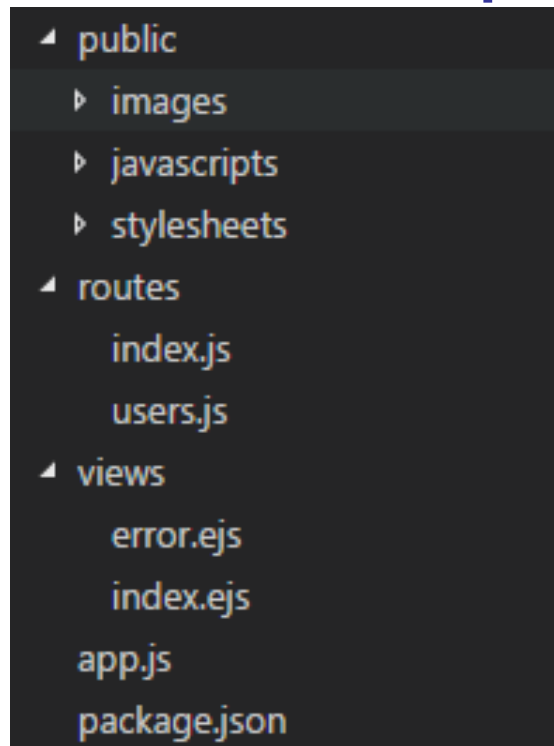 public
images
javascripts
stylesheets
routes
index.js
users.js
views
error.ejs
index.ejs
app.js
package.json